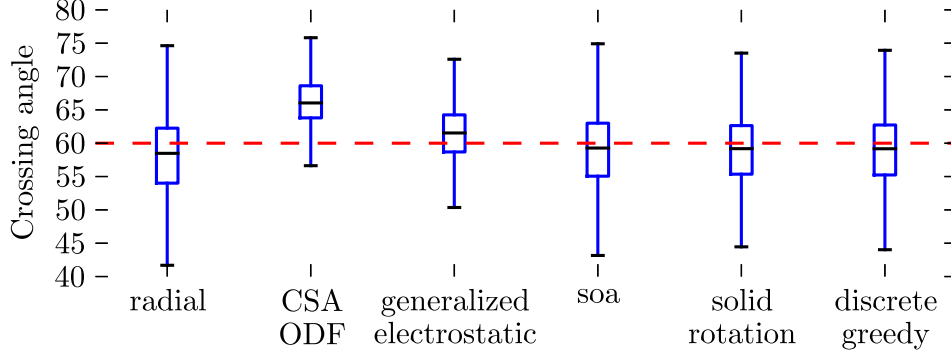 80
75
70
65
60
55
50
45
40
Crossing angle
radial
CSA
ODF
generalized
electrostatic
soa
solid
rotation
discrete
greedy